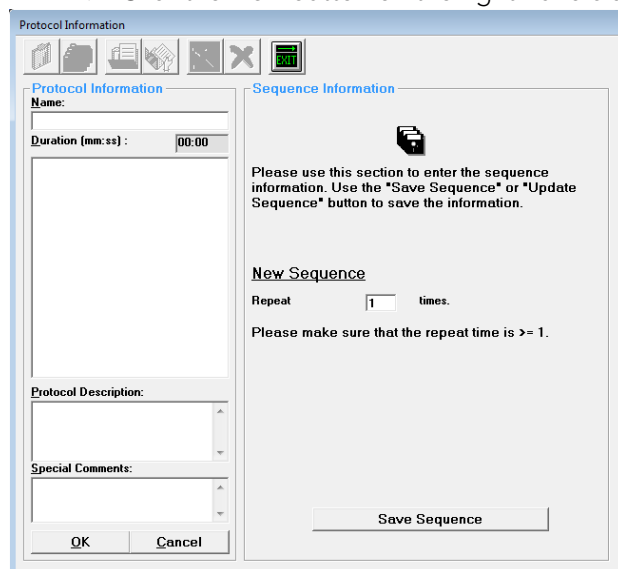 Protocol Information
EXIT
Protocol Information
Name:
Duration (mm:ss) : 00:00
Protocol Description:
Special Comments:
OK Cancel
Sequence Information
Please use this section to enter the sequence
information. Use the "Save Sequence" or "Update
Sequence" button to save the information.
New Sequence
Repeat 1 times.
Please make sure that the repeat time is >= 1.
Save Sequence